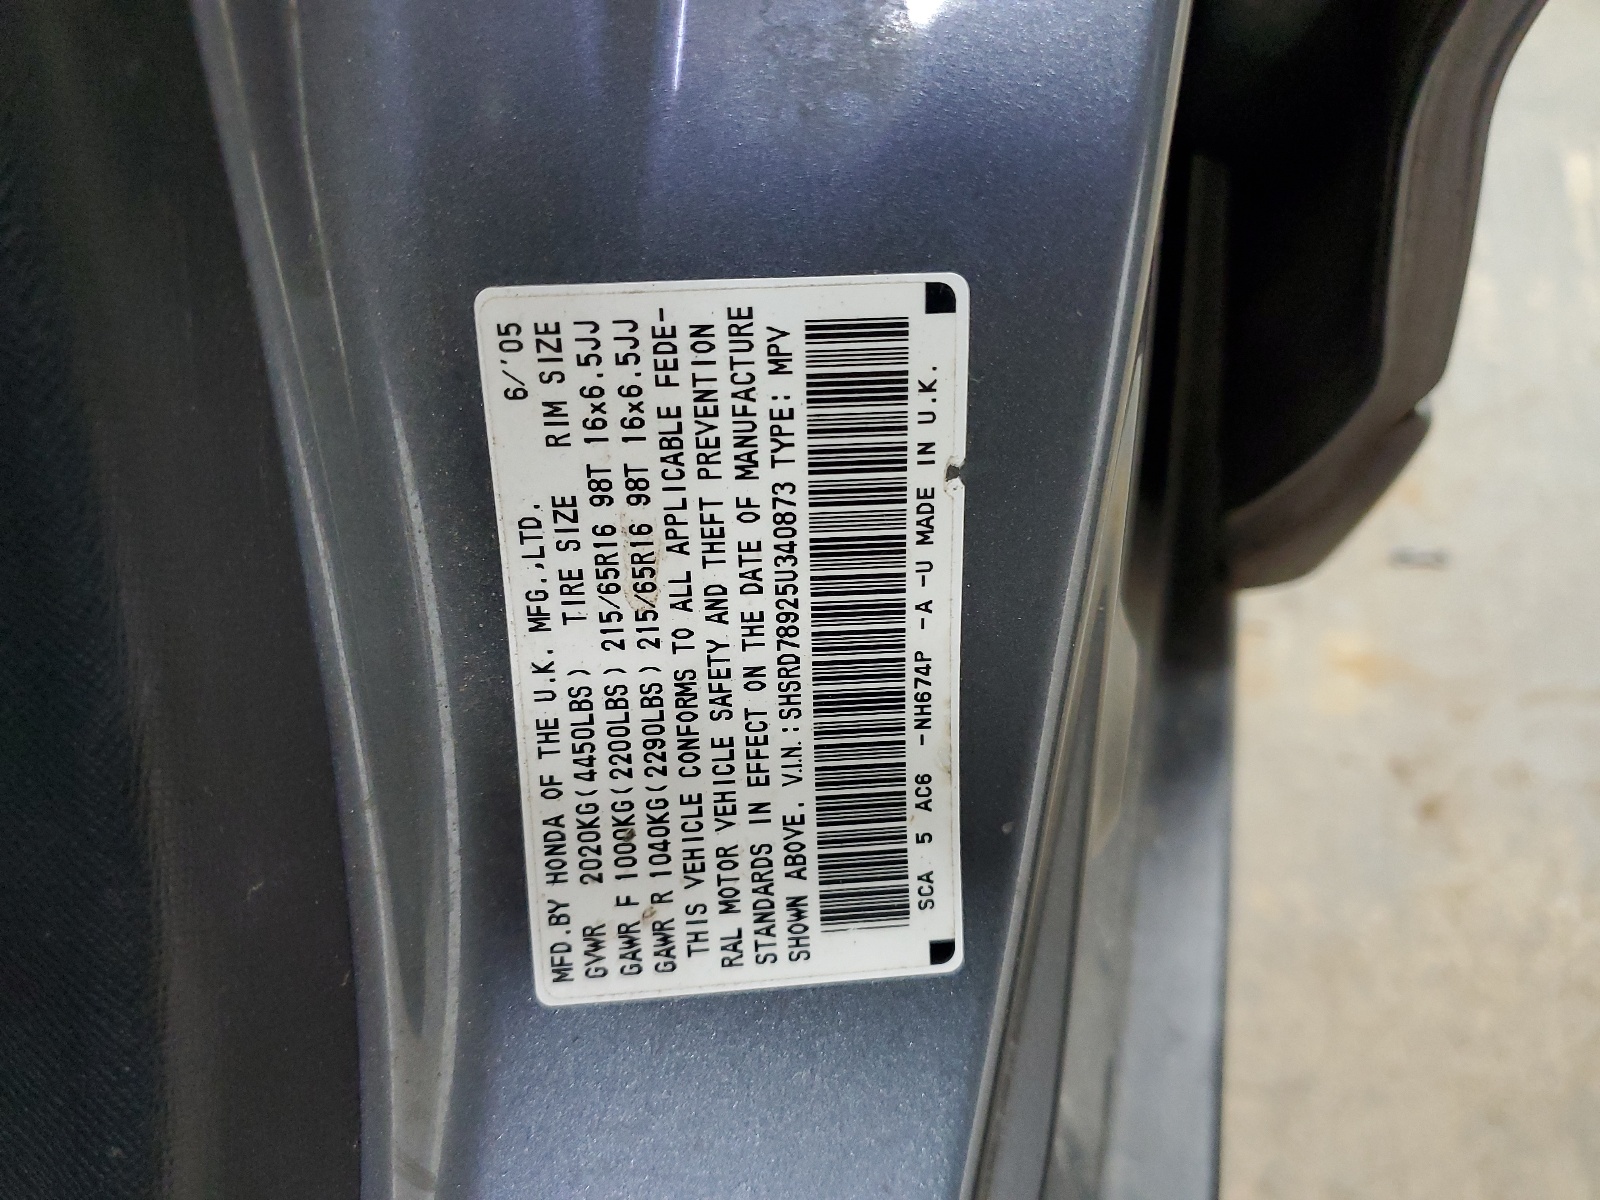 6/'05
MFD.BY HONDA OF THE U.K. MFG.,LTD.
TIRE SIZE RIM SIZE
GVWR 2020KG(4450LBS)
GAWR F 1000KG(2200LBS) 215/65R16 98T 16x6.5JJ
GAWR R 1040KG(2290LBS) 215/65R16 98T 16x6.5JJ
THIS VEHICLE CONFORMS TO ALL APPLICABLE FEDE-
RAL MOTOR VEHICLE SAFETY AND THEFT PREVENTION
STANDARDS IN EFFECT ON THE DATE OF MANUFACTURE
SHOWN ABOVE. V.I.N.:SHSRD78925U340873 TYPE: MPV
SCA 5 AC6 -NH674P -A -U MADE IN U.K.